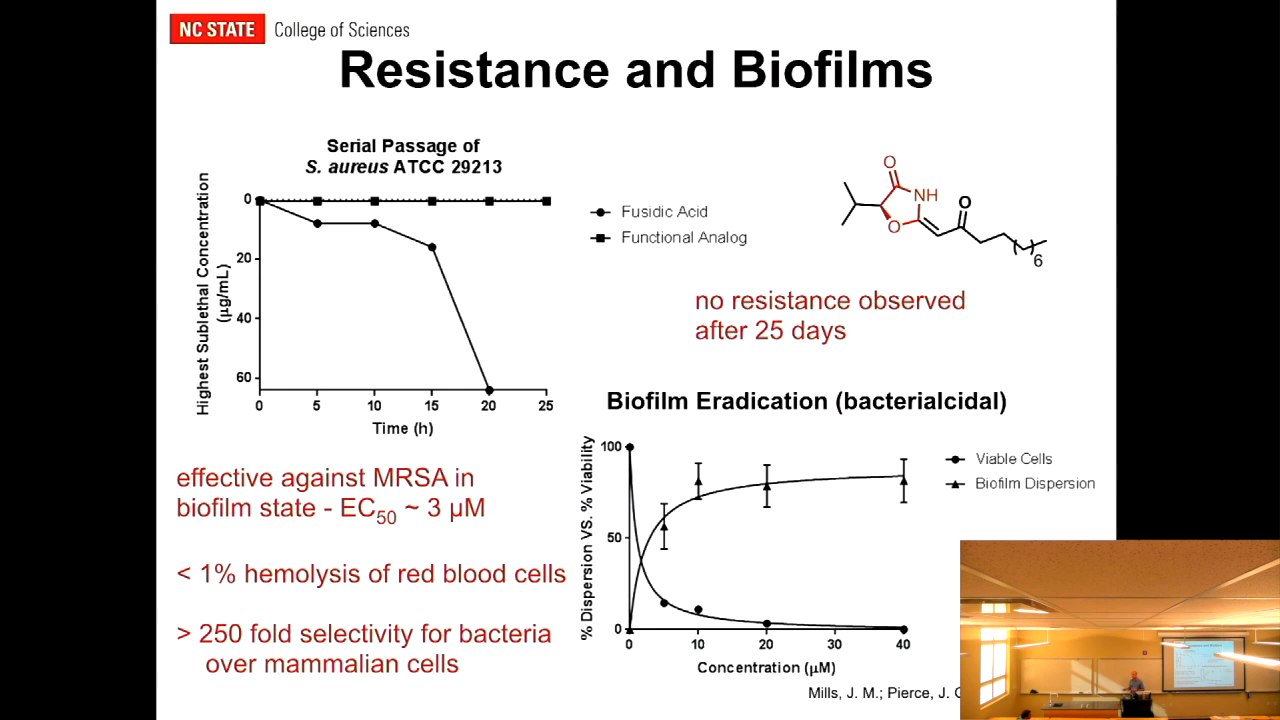 NC STATE College of Sciences
Resistance and Biofilms
Serial Passage of
S. aureus ATCC 29213
Highest Sublethal Concentration
(µg/mL)
0
20
40
60
0 5 10 15 20 25
Time (h)
Fusidic Acid
Functional Analog
O
NH
O
O
6
no resistance observed
after 25 days
effective against MRSA in
biofilm state - EC50 ~ 3 µM
< 1% hemolysis of red blood cells
> 250 fold selectivity for bacteria
over mammalian cells
Biofilm Eradication (bacterialcidal)
% Dispersion VS. % Viability
100
50
0
0 10 20 30 40
Concentration (µM)
Viable Cells
Biofilm Dispersion
Mills, J. M.; Pierce, J.